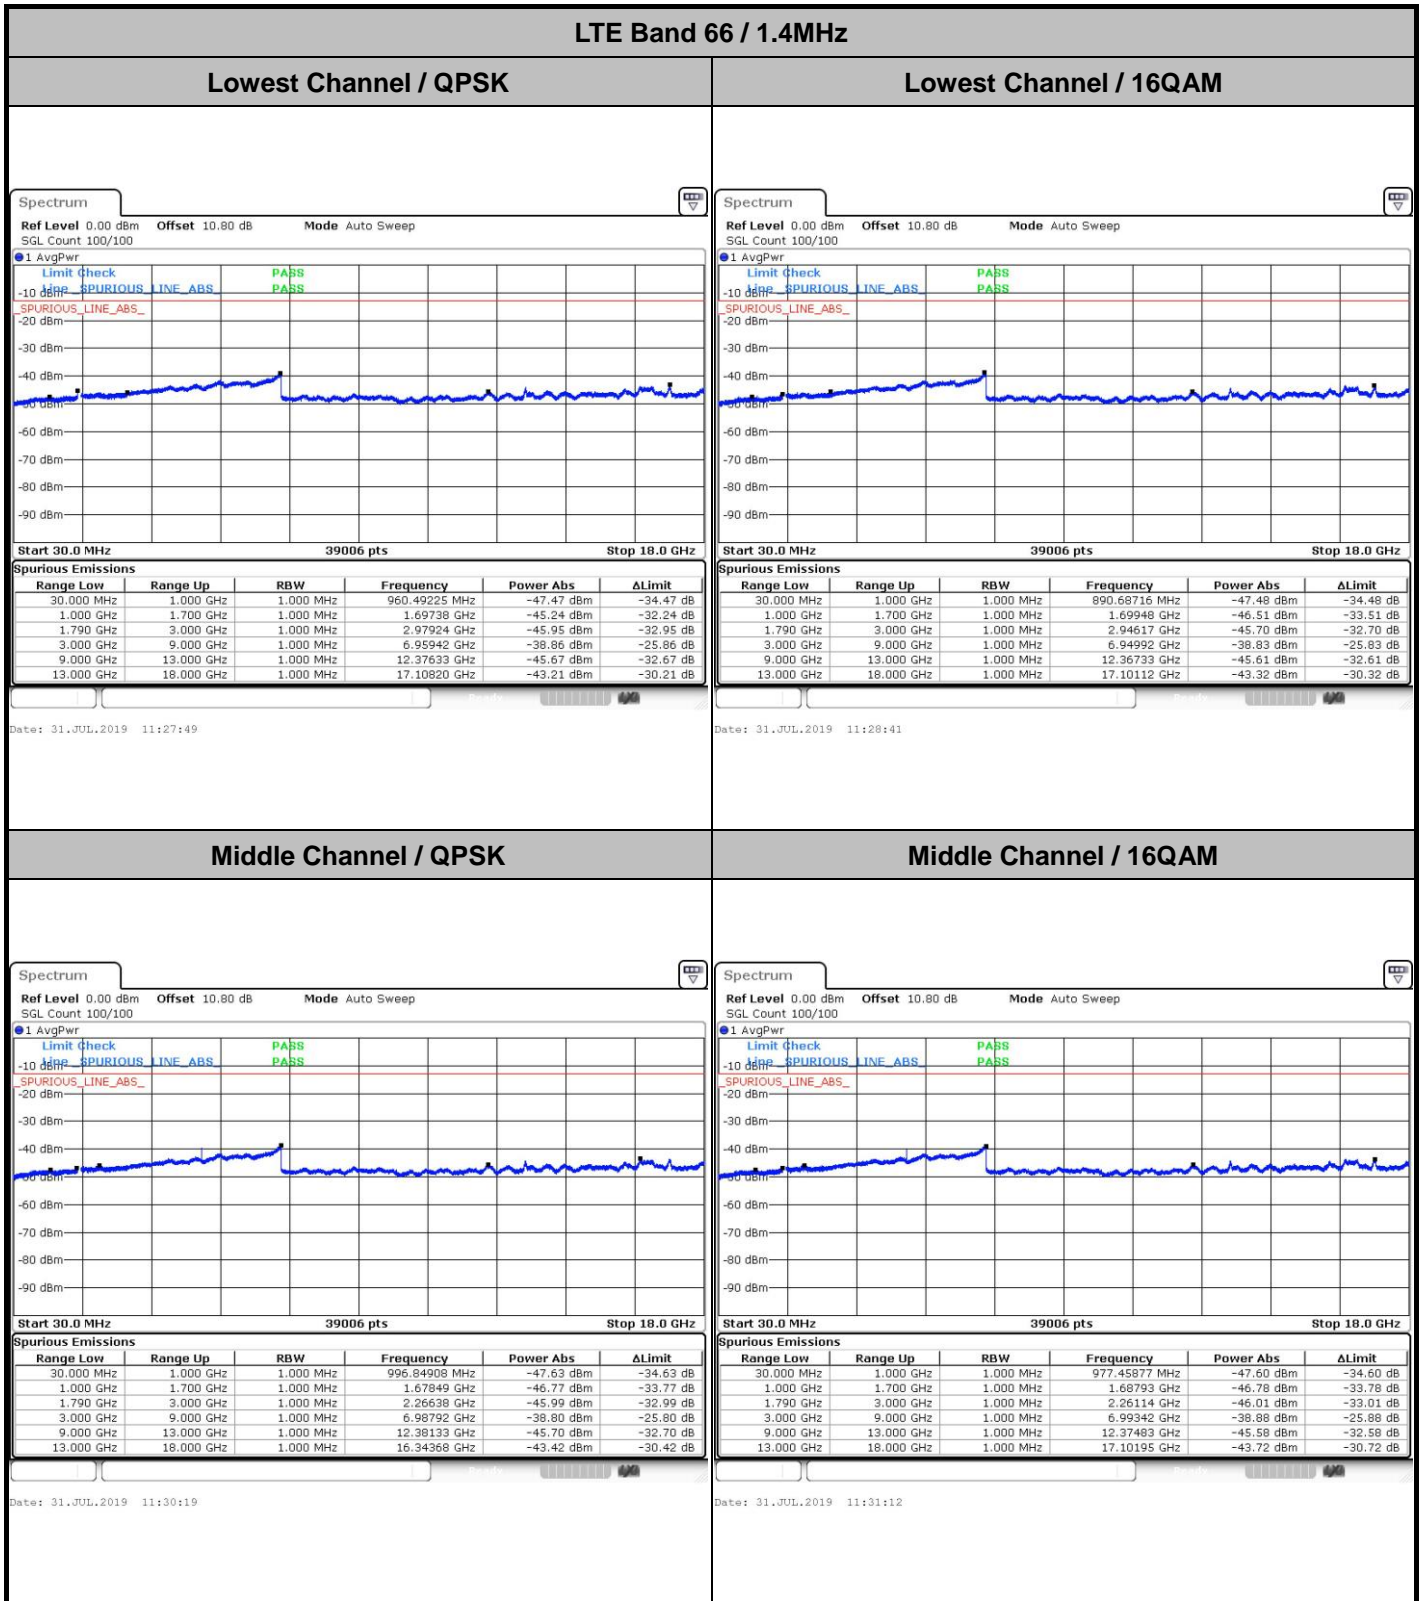 LTE Band 66 / 1.4MHz
Lowest Channel / QPSK
Lowest Channel / 16QAM
Spectrum
Ref Level 0.00 dBm Offset 10.80 dB Mode Auto Sweep
SGL Count 100/100
1 AvgPwr
Limit Check PASS
Line _SPURIOUS_LINE_ABS_ PASS
-10 dBm
_SPURIOUS_LINE_ABS_
-20 dBm
-30 dBm
-40 dBm
-50 dBm
-60 dBm
-70 dBm
-80 dBm
-90 dBm
Start 30.0 MHz 39006 pts Stop 18.0 GHz
Spurious Emissions
Range Low Range Up RBW Frequency Power Abs ΔLimit
30.000 MHz 1.000 GHz 1.000 MHz 960.49225 MHz -47.47 dBm -34.47 dB
1.000 GHz 1.700 GHz 1.000 MHz 1.69738 GHz -45.24 dBm -32.24 dB
1.790 GHz 3.000 GHz 1.000 MHz 2.97924 GHz -45.95 dBm -32.95 dB
3.000 GHz 9.000 GHz 1.000 MHz 6.95942 GHz -38.86 dBm -25.86 dB
9.000 GHz 13.000 GHz 1.000 MHz 12.37633 GHz -45.67 dBm -32.67 dB
13.000 GHz 18.000 GHz 1.000 MHz 17.10820 GHz -43.21 dBm -30.21 dB
Date: 31.JUL.2019 11:27:49
Spectrum
Ref Level 0.00 dBm Offset 10.80 dB Mode Auto Sweep
SGL Count 100/100
1 AvgPwr
Limit Check PASS
Line _SPURIOUS_LINE_ABS_ PASS
-10 dBm
_SPURIOUS_LINE_ABS_
-20 dBm
-30 dBm
-40 dBm
-50 dBm
-60 dBm
-70 dBm
-80 dBm
-90 dBm
Start 30.0 MHz 39006 pts Stop 18.0 GHz
Spurious Emissions
Range Low Range Up RBW Frequency Power Abs ΔLimit
30.000 MHz 1.000 GHz 1.000 MHz 890.68716 MHz -47.48 dBm -34.48 dB
1.000 GHz 1.700 GHz 1.000 MHz 1.69948 GHz -46.51 dBm -33.51 dB
1.790 GHz 3.000 GHz 1.000 MHz 2.94617 GHz -45.70 dBm -32.70 dB
3.000 GHz 9.000 GHz 1.000 MHz 6.94992 GHz -38.83 dBm -25.83 dB
9.000 GHz 13.000 GHz 1.000 MHz 12.36733 GHz -45.61 dBm -32.61 dB
13.000 GHz 18.000 GHz 1.000 MHz 17.10112 GHz -43.32 dBm -30.32 dB
Date: 31.JUL.2019 11:28:41
Middle Channel / QPSK
Middle Channel / 16QAM
Spectrum
Ref Level 0.00 dBm Offset 10.80 dB Mode Auto Sweep
SGL Count 100/100
1 AvgPwr
Limit Check PASS
Line _SPURIOUS_LINE_ABS_ PASS
-10 dBm
_SPURIOUS_LINE_ABS_
-20 dBm
-30 dBm
-40 dBm
-50 dBm
-60 dBm
-70 dBm
-80 dBm
-90 dBm
Start 30.0 MHz 39006 pts Stop 18.0 GHz
Spurious Emissions
Range Low Range Up RBW Frequency Power Abs ΔLimit
30.000 MHz 1.000 GHz 1.000 MHz 996.84908 MHz -47.63 dBm -34.63 dB
1.000 GHz 1.700 GHz 1.000 MHz 1.67849 GHz -46.77 dBm -33.77 dB
1.790 GHz 3.000 GHz 1.000 MHz 2.26638 GHz -45.99 dBm -32.99 dB
3.000 GHz 9.000 GHz 1.000 MHz 6.98792 GHz -38.80 dBm -25.80 dB
9.000 GHz 13.000 GHz 1.000 MHz 12.38133 GHz -45.70 dBm -32.70 dB
13.000 GHz 18.000 GHz 1.000 MHz 16.34368 GHz -43.42 dBm -30.42 dB
Date: 31.JUL.2019 11:30:19
Spectrum
Ref Level 0.00 dBm Offset 10.80 dB Mode Auto Sweep
SGL Count 100/100
1 AvgPwr
Limit Check PASS
Line _SPURIOUS_LINE_ABS_ PASS
-10 dBm
_SPURIOUS_LINE_ABS_
-20 dBm
-30 dBm
-40 dBm
-50 dBm
-60 dBm
-70 dBm
-80 dBm
-90 dBm
Start 30.0 MHz 39006 pts Stop 18.0 GHz
Spurious Emissions
Range Low Range Up RBW Frequency Power Abs ΔLimit
30.000 MHz 1.000 GHz 1.000 MHz 977.45877 MHz -47.60 dBm -34.60 dB
1.000 GHz 1.700 GHz 1.000 MHz 1.68793 GHz -46.78 dBm -33.78 dB
1.790 GHz 3.000 GHz 1.000 MHz 2.26114 GHz -46.01 dBm -33.01 dB
3.000 GHz 9.000 GHz 1.000 MHz 6.99342 GHz -38.88 dBm -25.88 dB
9.000 GHz 13.000 GHz 1.000 MHz 12.37483 GHz -45.58 dBm -32.58 dB
13.000 GHz 18.000 GHz 1.000 MHz 17.10195 GHz -43.72 dBm -30.72 dB
Date: 31.JUL.2019 11:31:12